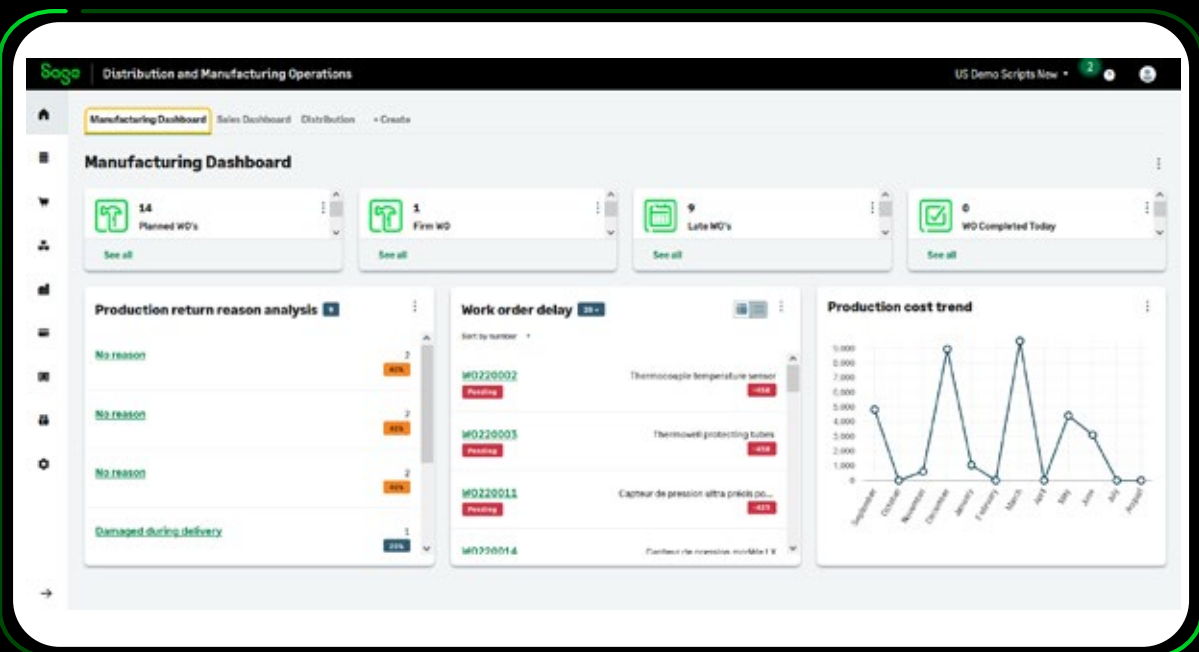 Sage
Distribution and Manufacturing Operations
US Demo Scripts New
2
Manufacturing Dashboard
Sales Dashboard
Distribution
+ Create
Manufacturing Dashboard
14
Planned WO's
See all
1
Firm WO
See all
9
Late WO's
See all
0
WO Completed Today
See all
Production return reason analysis
No reason
2
40%
No reason
2
40%
No reason
2
40%
Damaged during delivery
1
20%
Work order delay
20+
Sort by number
WO220002
Thermocouple temperature sensor
Pending
WO220003
Thermowell protecting tubes
Pending
WO220011
Capteur de pression ultra précis po...
Pending
WO220014
Production cost trend
9,000
8,000
7,000
6,000
5,000
4,000
3,000
2,000
1,000
0
September
October
November
December
January
February
March
April
May
June
July
August